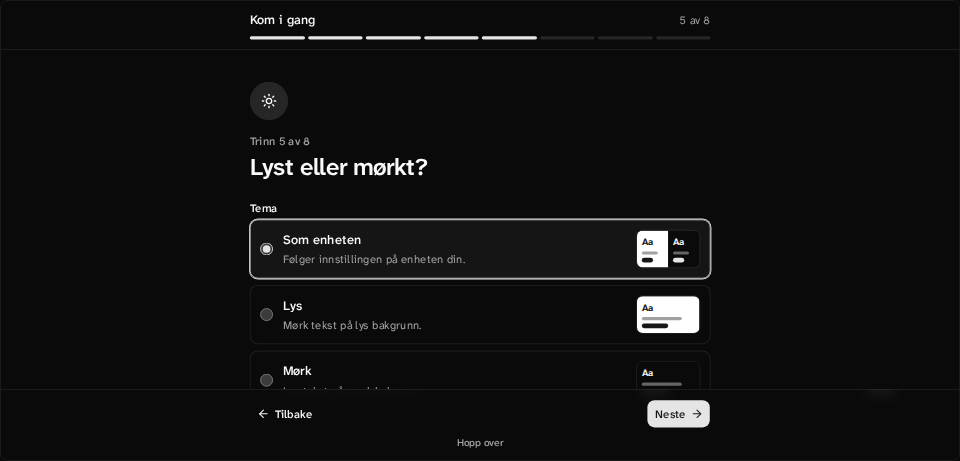 Kom i gang
5 av 8
Trinn 5 av 8
Lyst eller mørkt?
Tema
Som enheten
Følger innstillingen på enheten din.
Aa Aa
Lys
Mørk tekst på lys bakgrunn.
Aa
Mørk
Aa
Tilbake
Neste
Hopp over